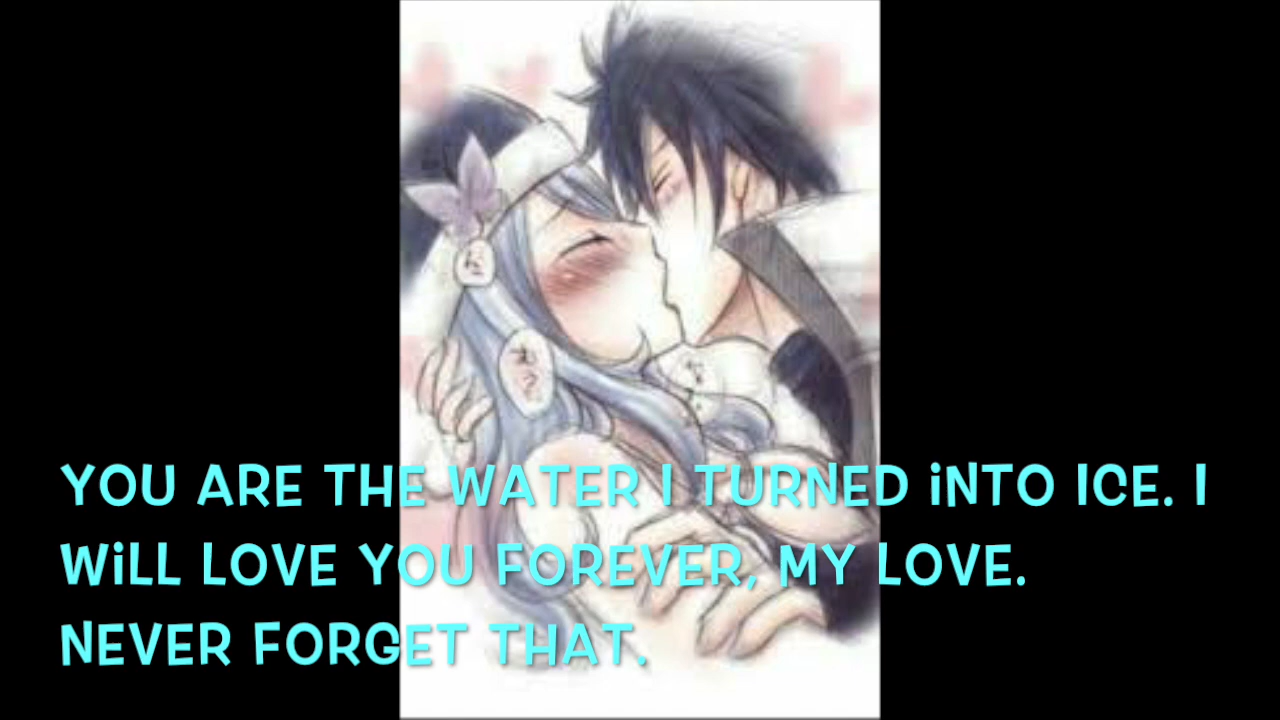 YOU ARE THE WATER I TURNED INTO ICE. I
WILL LOVE YOU FOREVER, MY LOVE.
NEVER FORGET THAT.